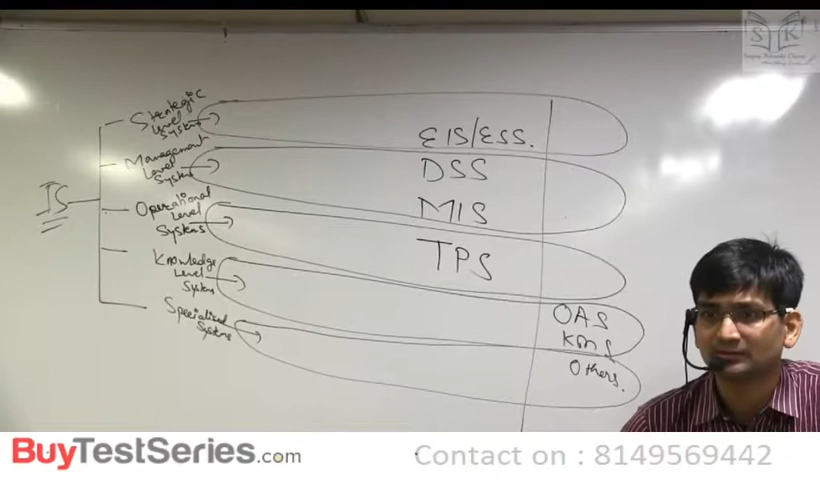 S K
Strategic
Level
Systems
EIS/ESS.
Management
Level
System
DSS
MIS
IS
Operational
Level
Systems
TPS
Knowledge
Level
System
OAS
KMS
Specialised
Systems
Others.
BuyTestSeries.com
Contact on : 8149569442